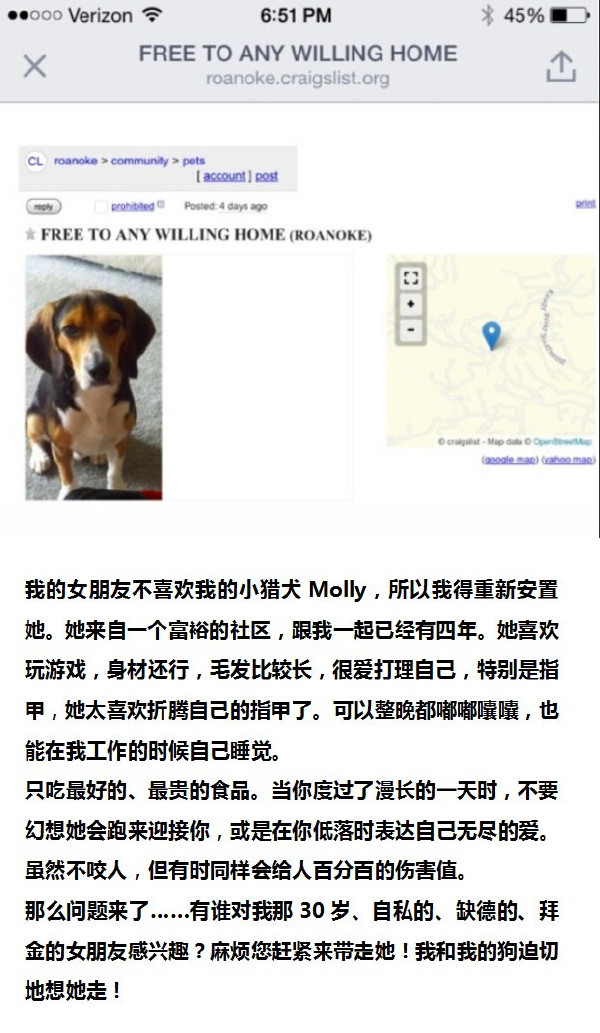 Verizon 6:51 PM 45%
FREE TO ANY WILLING HOME
roanoke.craigslist.org
CL roanoke > community > pets
[ account ] post
reply prohibited [?] Posted: 4 days ago print
FREE TO ANY WILLING HOME (ROANOKE)
+
-
© craigslist - Map data © OpenStreetMap
(google map) (yahoo map)
我的女朋友不喜欢我的小猎犬 Molly，所以我得重新安置
她。她来自一个富裕的社区，跟我一起已经有四年。她喜欢
玩游戏，身材还行，毛发比较长，很爱打理自己，特别是指
甲，她太喜欢折腾自己的指甲了。可以整晚都嘟嘟囔囔，也
能在我工作的时候自己睡觉。
只吃最好的、最贵的食品。当你度过了漫长的一天时，不要
幻想她会跑来迎接你，或是在你低落时表达自己无尽的爱。
虽然不咬人，但有时同样会给人百分百的伤害值。
那么问题来了……有谁对我那 30 岁、自私的、缺德的、拜
金的女朋友感兴趣？麻烦您赶紧来带走她！我和我的狗迫切
地想她走！